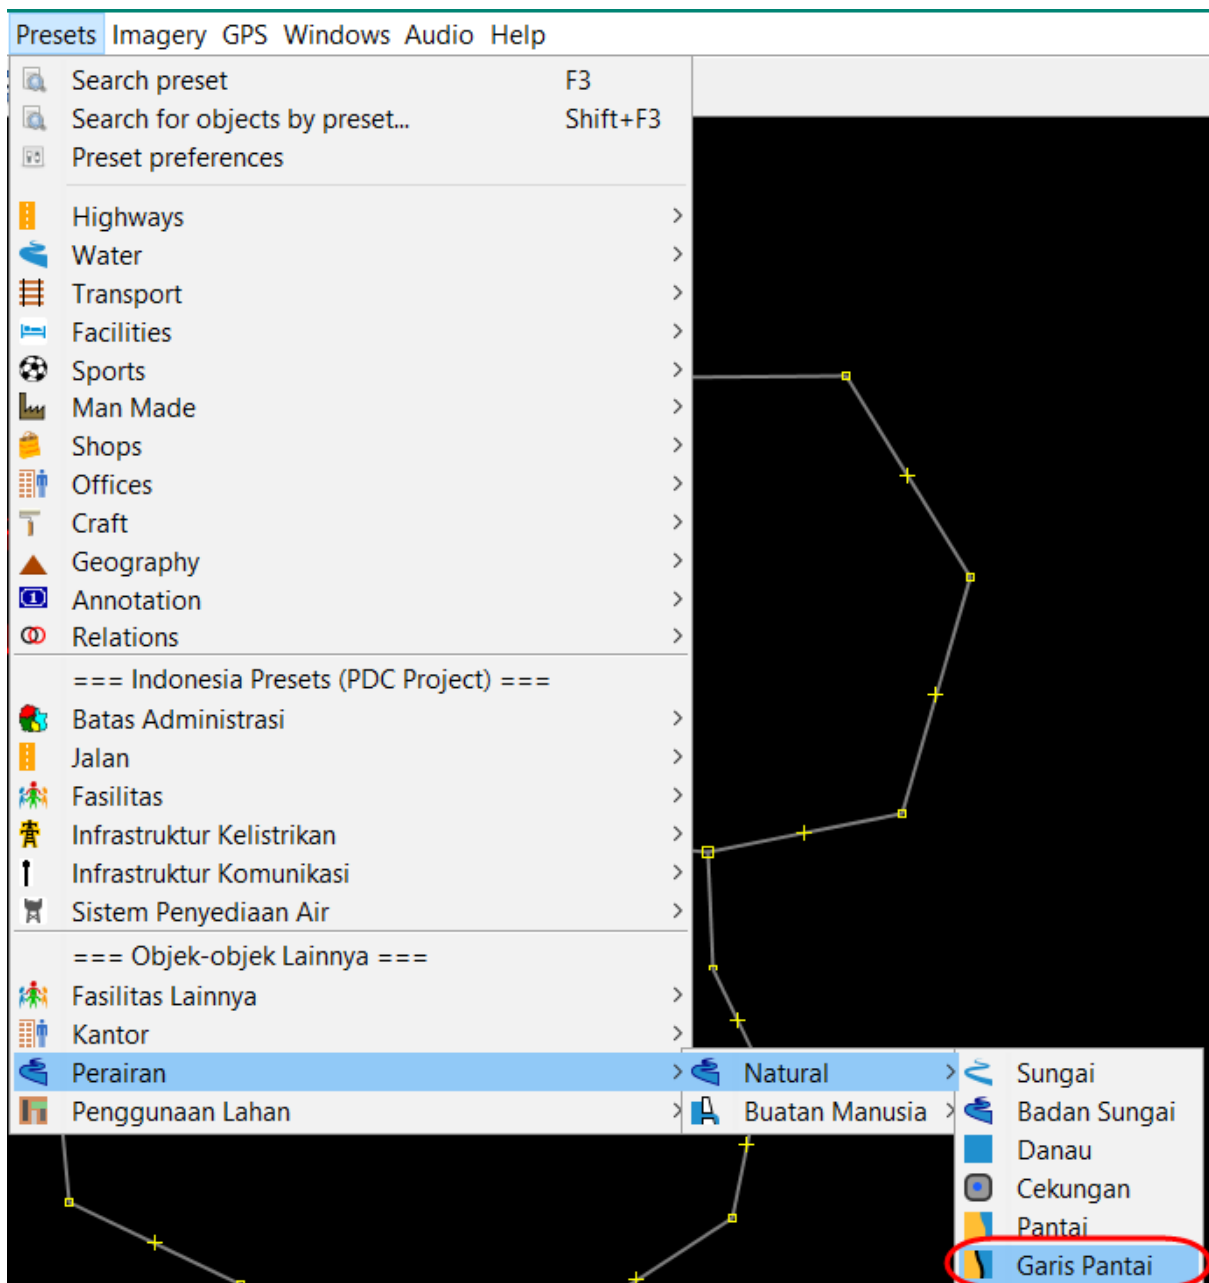 Presets Imagery GPS Windows Audio Help
Search preset F3
Search for objects by preset... Shift+F3
Preset preferences
Highways
Water
Transport
Facilities
Sports
Man Made
Shops
Offices
Craft
Geography
Annotation
Relations
=== Indonesia Presets (PDC Project) ===
Batas Administrasi
Jalan
Fasilitas
Infrastruktur Kelistrikan
Infrastruktur Komunikasi
Sistem Penyediaan Air
=== Objek-objek Lainnya ===
Fasilitas Lainnya
Kantor
Perairan
Penggunaan Lahan
Natural
Buatan Manusia
Sungai
Badan Sungai
Danau
Cekungan
Pantai
Garis Pantai